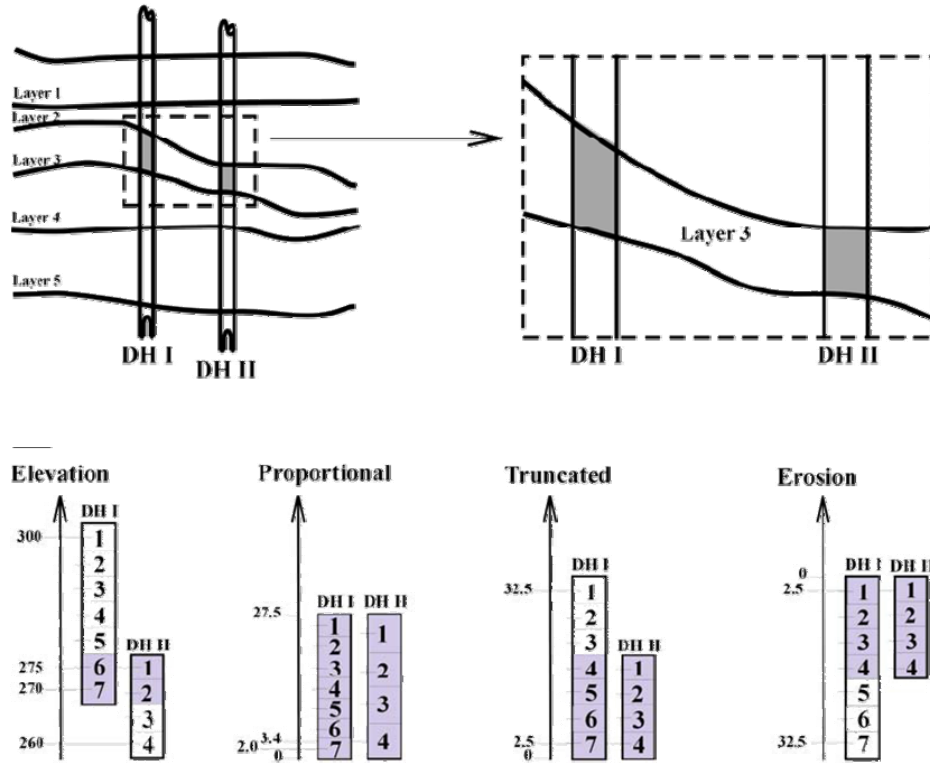 Layer 1
Layer 2
Layer 3
Layer 4
Layer 5
DH I
DH II
Layer 3
DH I
DH II
Elevation
DH I
300
1
2
3
4
5
6
7
275
270
260
DH II
1
2
3
4
Proportional
27.5
3.4
2.0
0
DH I
1
2
3
4
5
6
7
DH II
1
2
3
4
Truncated
32.5
2.5
0
DH I
1
2
3
4
5
6
7
DH II
1
2
3
4
Erosion
0
2.5
32.5
DH I
1
2
3
4
5
6
7
DH II
1
2
3
4